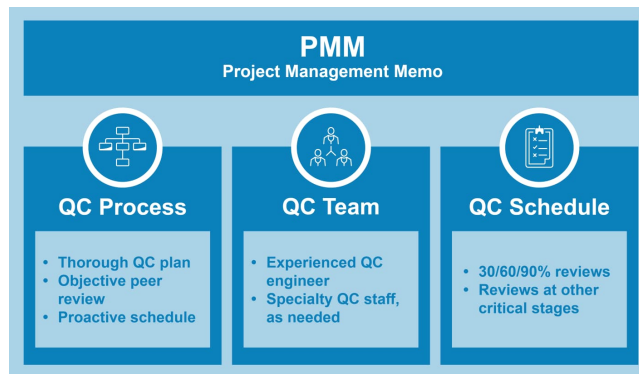 PMM
Project Management Memo
QC Process
• Thorough QC plan
• Objective peer
review
• Proactive schedule
QC Team
• Experienced QC
engineer
• Specialty QC staff,
as needed
QC Schedule
• 30/60/90% reviews
• Reviews at other
critical stages